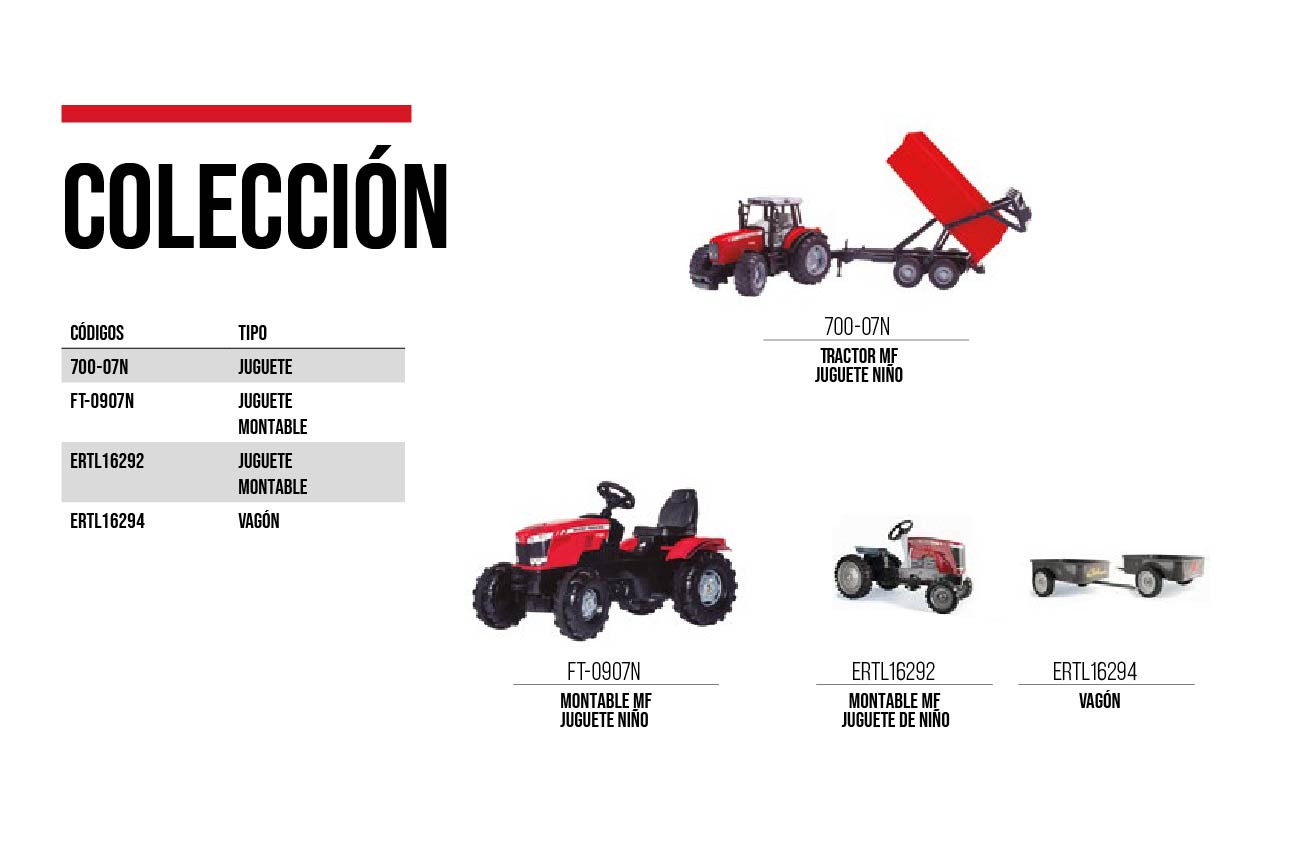 COLECCIÓN
CÓDIGOS TIPO
700-07N JUGUETE
FT-0907N JUGUETE
MONTABLE
ERTL16292 JUGUETE
MONTABLE
ERTL16294 VAGÓN
700-07N
TRACTOR MF
JUGUETE NIÑO
FT-0907N
MONTABLE MF
JUGUETE NIÑO
ERTL16292
MONTABLE MF
JUGUETE DE NIÑO
ERTL16294
VAGÓN